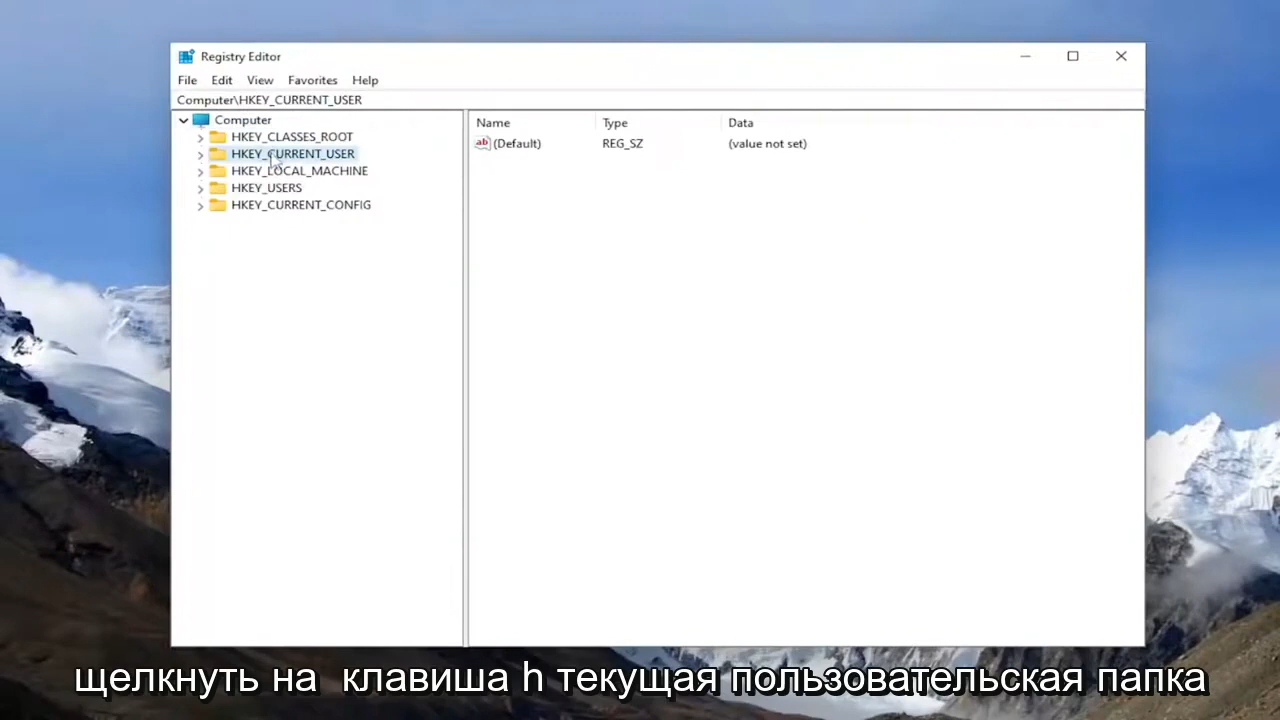 Registry Editor
File Edit View Favorites Help
Computer\HKEY_CURRENT_USER
Computer
HKEY_CLASSES_ROOT
HKEY_CURRENT_USER
HKEY_LOCAL_MACHINE
HKEY_USERS
HKEY_CURRENT_CONFIG
Name Type Data
ab (Default) REG_SZ (value not set)
щелкнуть на клавиша h текущая пользовательская папка